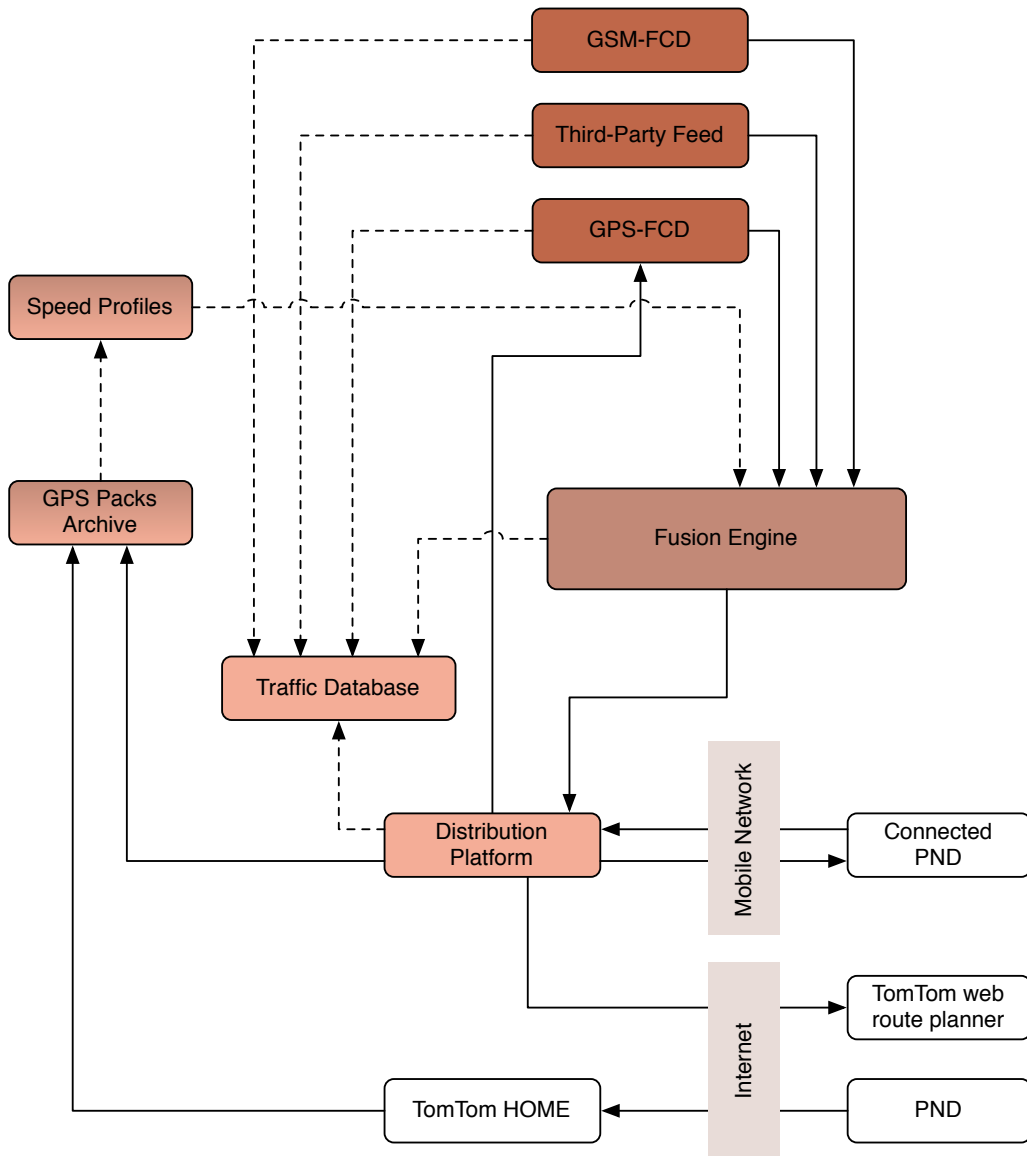 GSM-FCD
Third-Party Feed
GPS-FCD
Speed Profiles
GPS Packs
Archive
Fusion Engine
Traffic Database
Distribution
Platform
Mobile Network
Connected
PND
TomTom web
route planner
Internet
TomTom HOME
PND